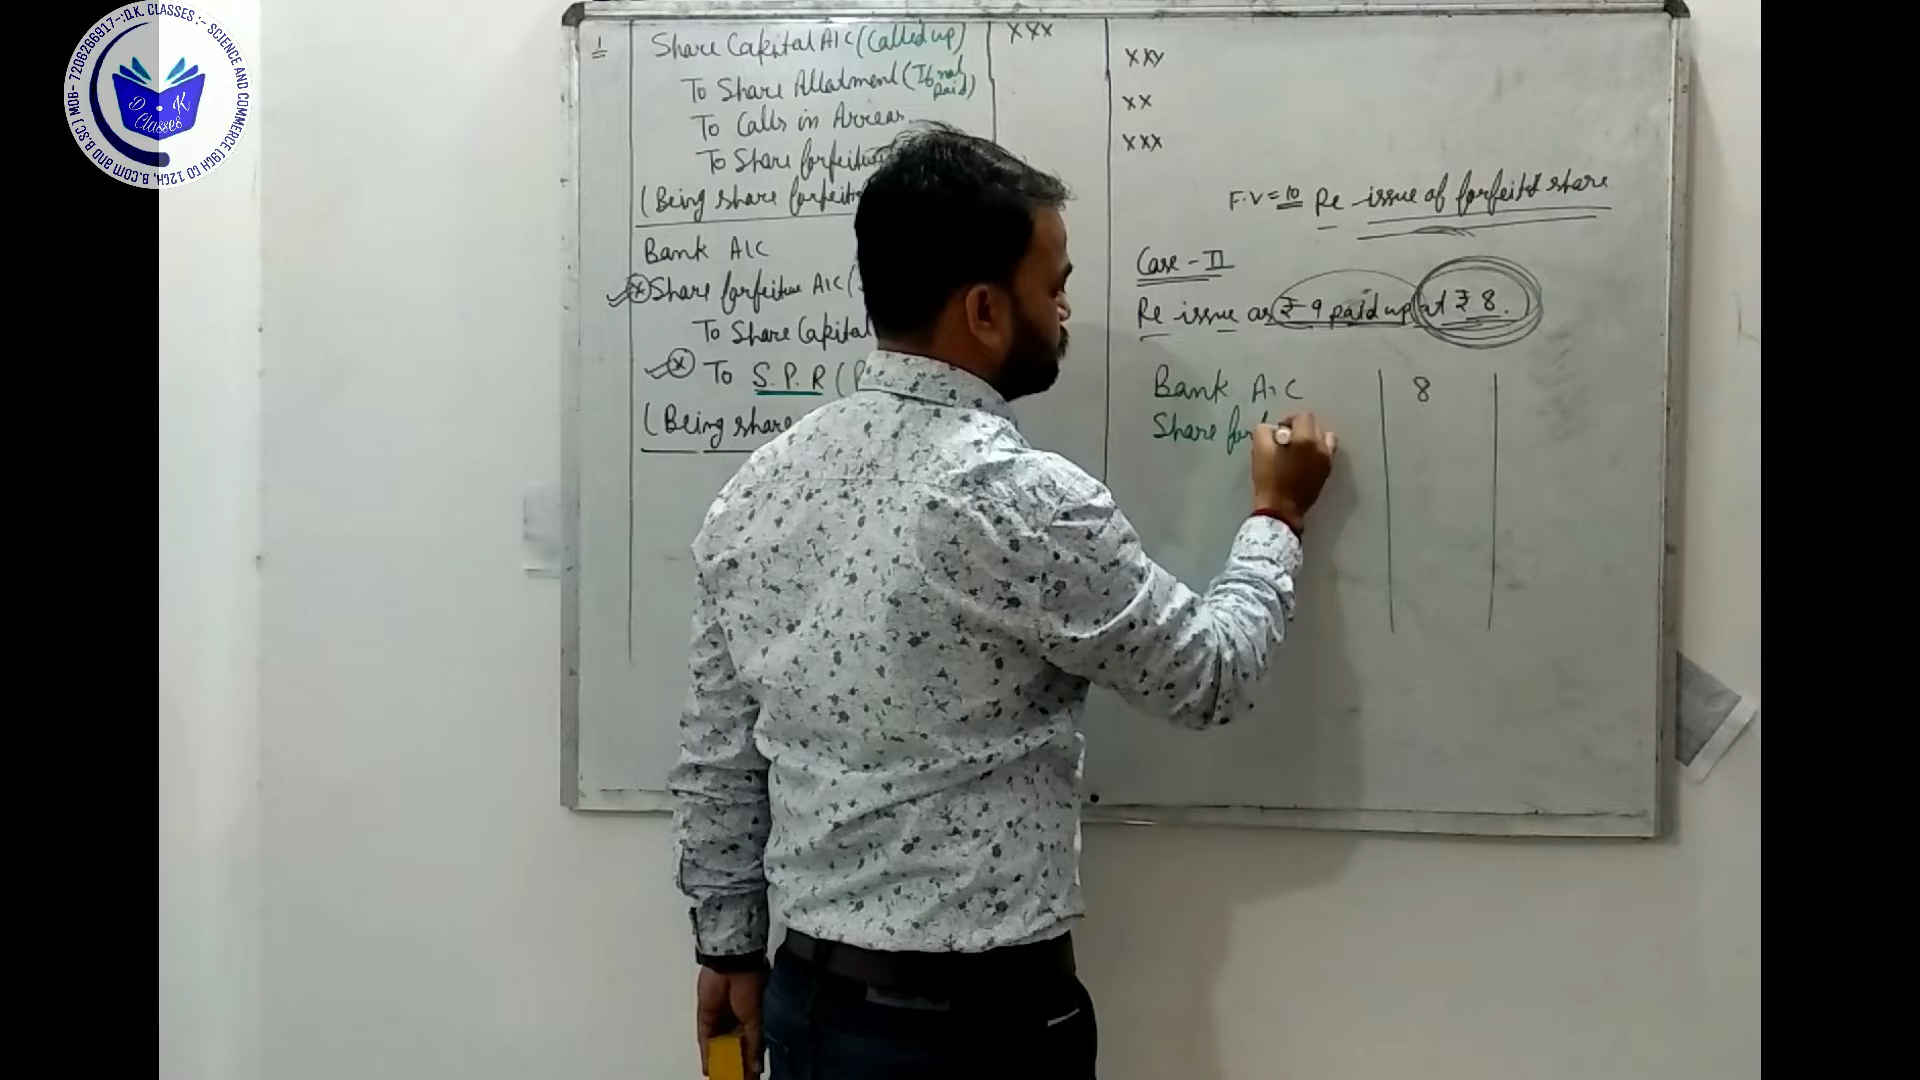 D.K. CLASSES :- SCIENCE AND COMMERCE (9TH TO 12TH, B.COM and B.SC) MOB- 7206266917-:
D . K
Classes
1 Share Capital A/C (Called up) XXX
XXX
To Share Allotment (If not paid)
XX
To Calls in Arrear
XXX
To Share forfeiture
(Being share forfeit
F.V = 10 Re-issue of forfeited share
Bank A/C
Case - II
Share forfeiture A/C (
Re issue as ₹ 9 paid up at ₹ 8.
To Share Capital
To S.P.R (
Bank A/C 8
(Being share
Share for